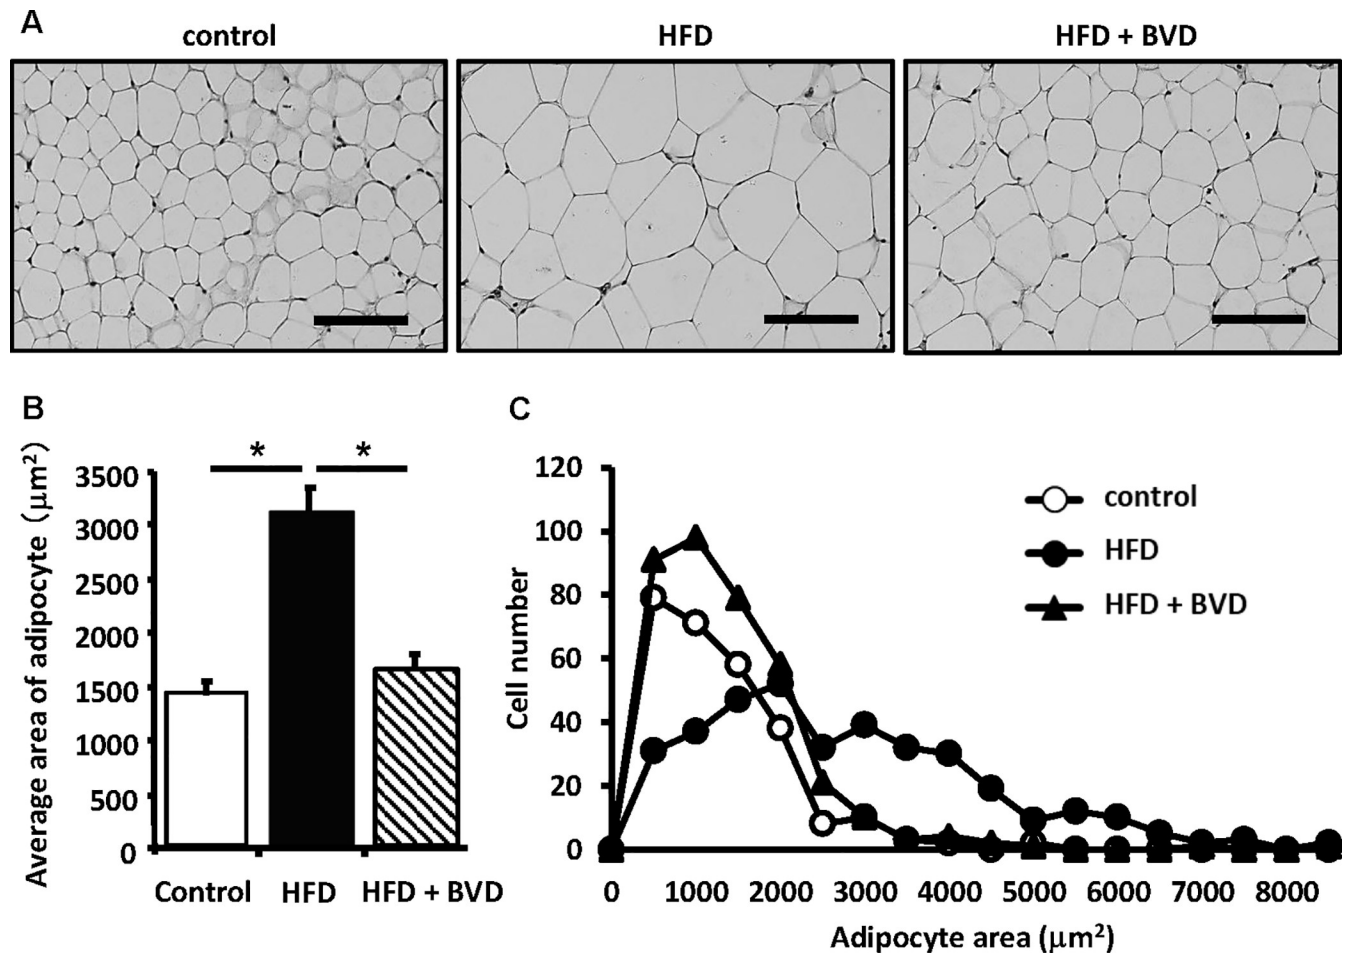 A
control HFD HFD + BVD
B
Average area of adipocyte (μm²)
3500
3000
2500
2000
1500
1000
500
0
* *
Control HFD HFD + BVD
C
Cell number
120
100
80
60
40
20
0
0 1000 2000 3000 4000 5000 6000 7000 8000
Adipocyte area (μm²)
control
HFD
HFD + BVD